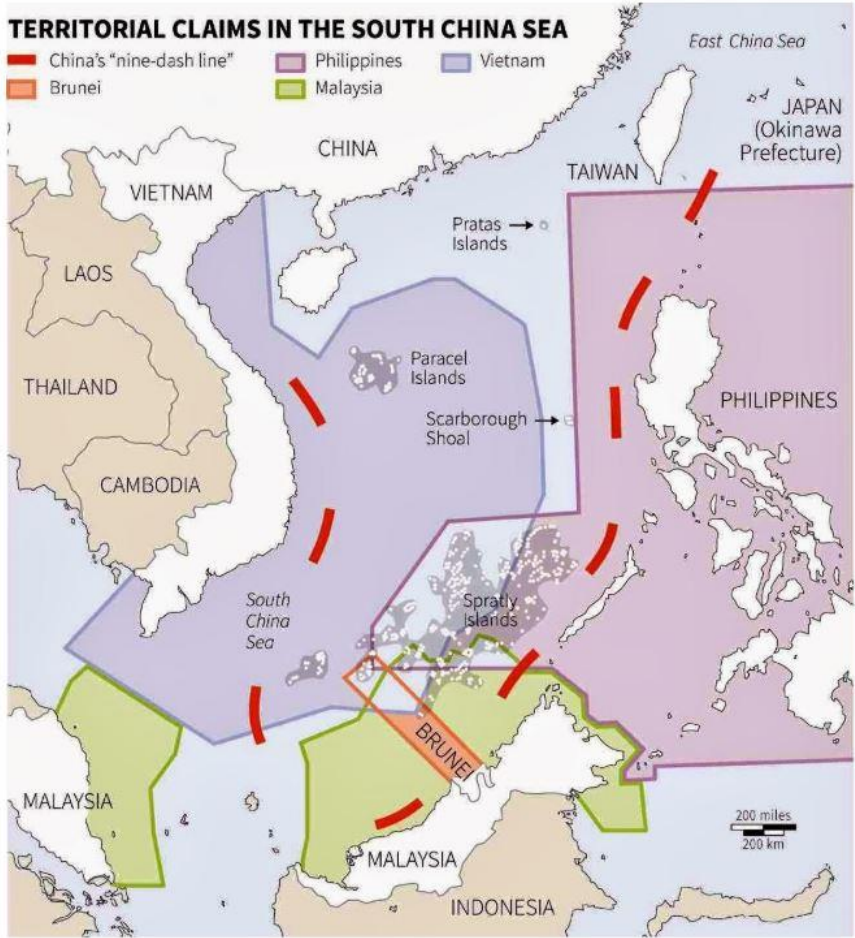 TERRITORIAL CLAIMS IN THE SOUTH CHINA SEA
China's "nine-dash line"
Philippines
Vietnam
Brunei
Malaysia
East China Sea
JAPAN
(Okinawa
Prefecture)
CHINA
TAIWAN
VIETNAM
Pratas
Islands
LAOS
Paracel
Islands
THAILAND
Scarborough
Shoal
PHILIPPINES
CAMBODIA
South
China
Sea
Spratly
Islands
BRUNEI
MALAYSIA
200 miles
200 km
MALAYSIA
INDONESIA